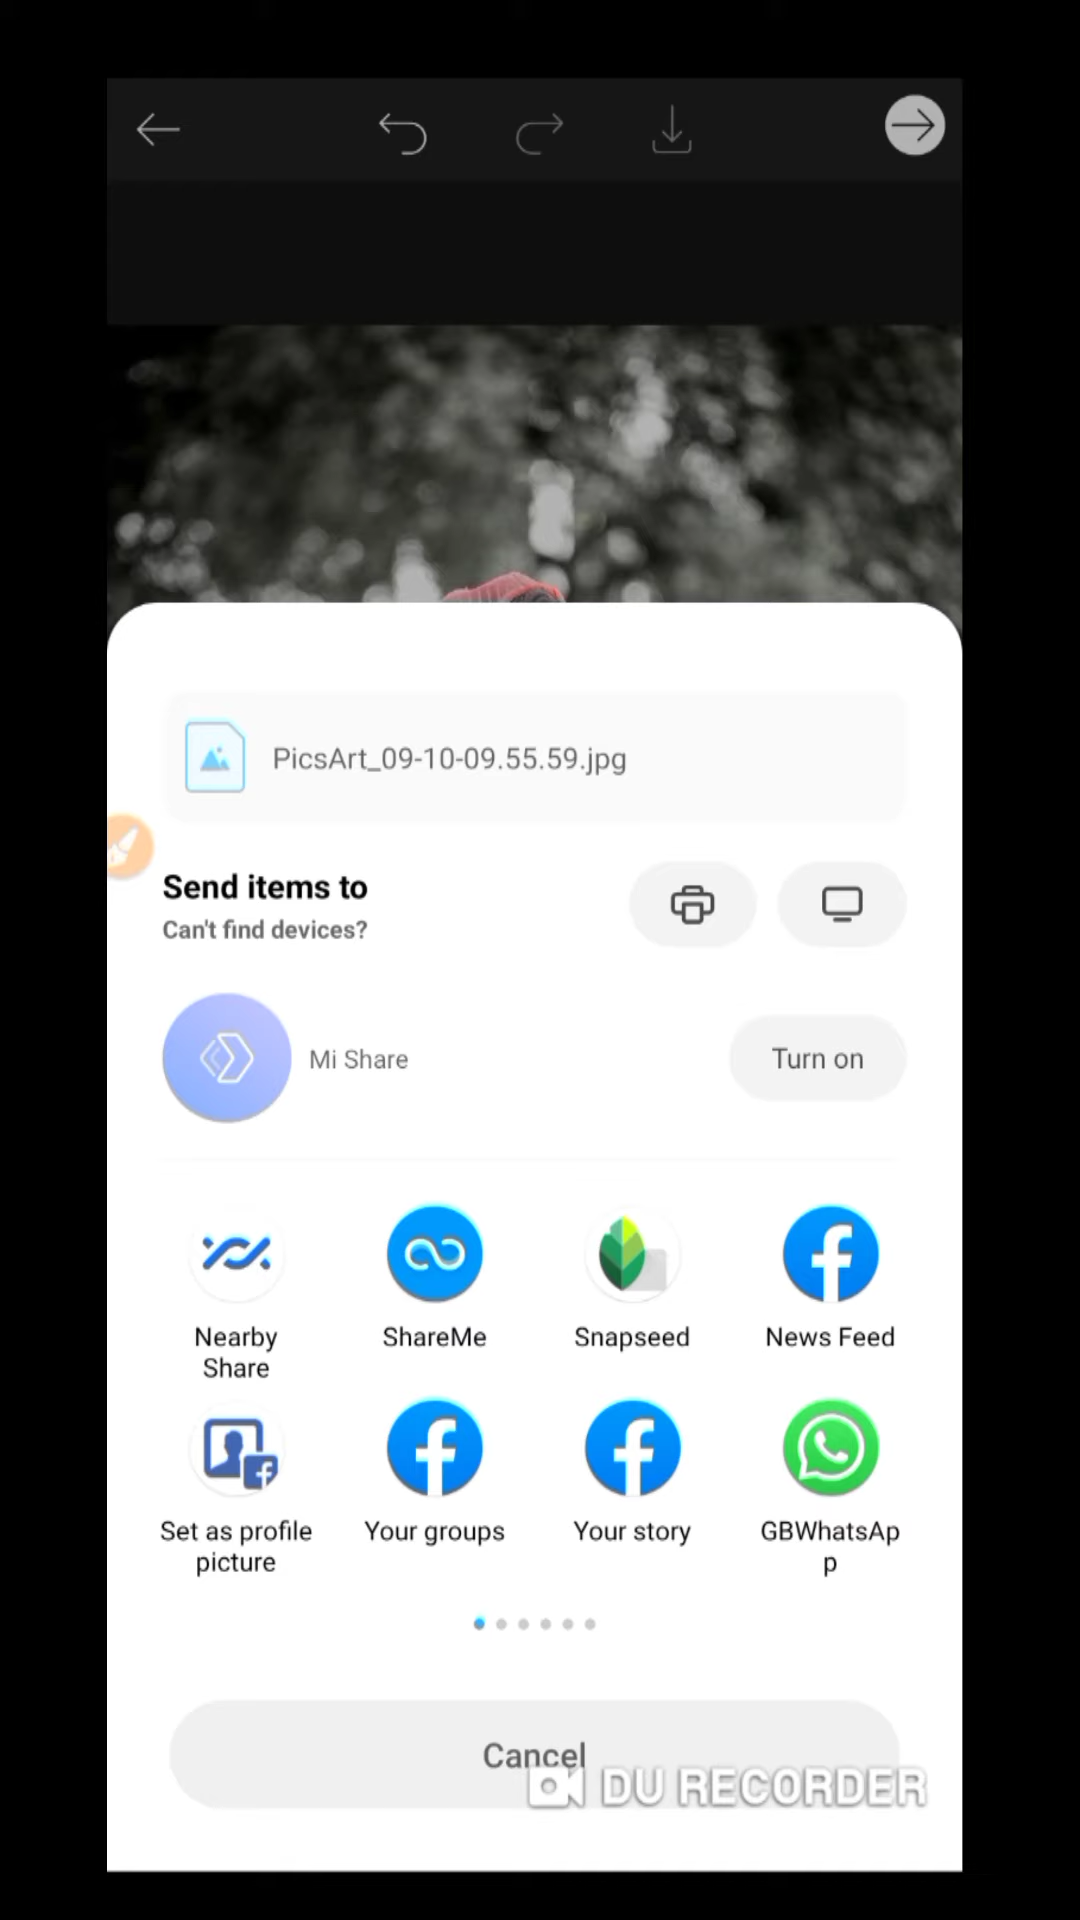 PicsArt_09-10-09.55.59.jpg
Send items to
Can't find devices?
Mi Share
Turn on
Nearby
Share
ShareMe
Snapseed
News Feed
Set as profile
picture
Your groups
Your story
GBWhatsAp
p
Cancel
DU RECORDER